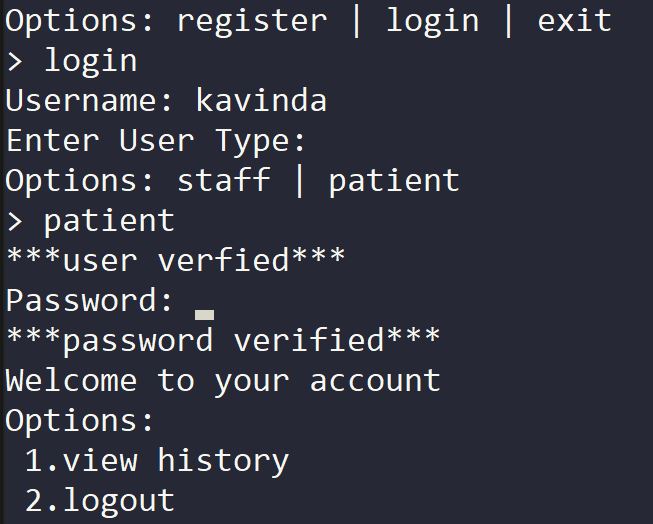 Options: register | login | exit
> login
Username: kavinda
Enter User Type:
Options: staff | patient
> patient
***user verfied***
Password:
***password verified***
Welcome to your account
Options:
1.view history
2.logout